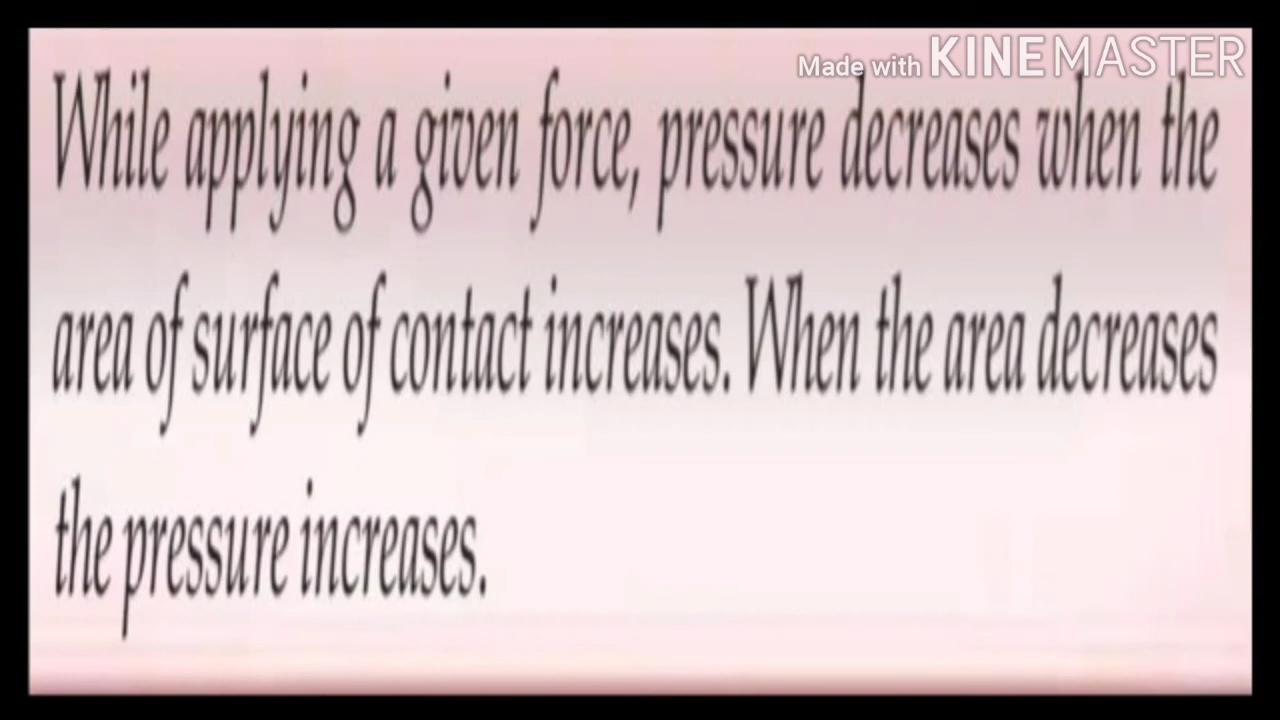 Made with KINEMASTER
While applying a given force, pressure decreases when the
area of surface of contact increases. When the area decreases
the pressure increases.